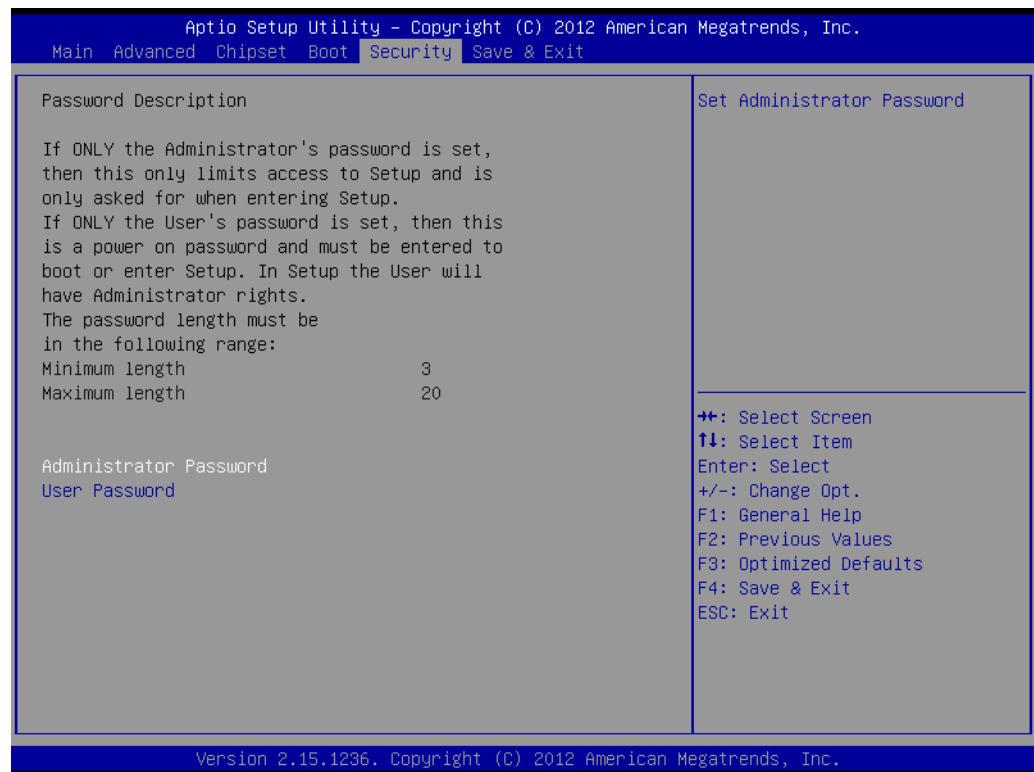 Aptio Setup Utility – Copyright (C) 2012 American Megatrends, Inc.
Main Advanced Chipset Boot Security Save & Exit
Password Description
If ONLY the Administrator's password is set,
then this only limits access to Setup and is
only asked for when entering Setup.
If ONLY the User's password is set, then this
is a power on password and must be entered to
boot or enter Setup. In Setup the User will
have Administrator rights.
The password length must be
in the following range:
Minimum length 3
Maximum length 20
Administrator Password
User Password
Set Administrator Password
→←: Select Screen
↑↓: Select Item
Enter: Select
+/-: Change Opt.
F1: General Help
F2: Previous Values
F3: Optimized Defaults
F4: Save & Exit
ESC: Exit
Version 2.15.1236. Copyright (C) 2012 American Megatrends, Inc.